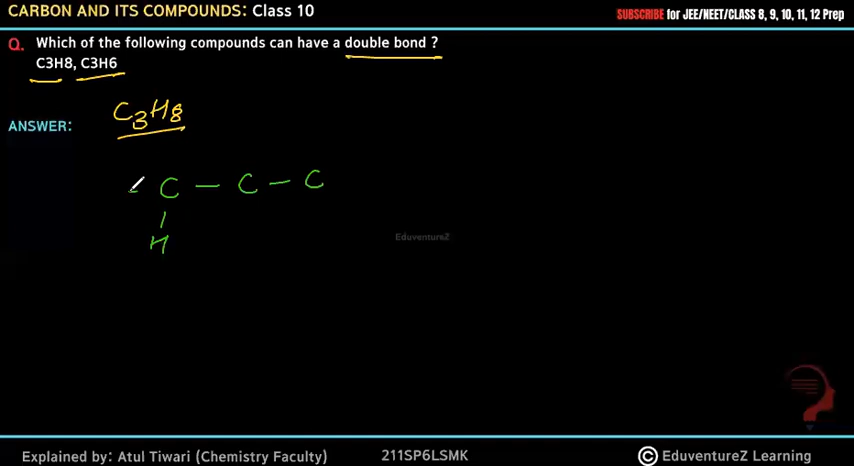 CARBON AND ITS COMPOUNDS: Class 10
SUBSCRIBE for JEE/NEET/CLASS 8, 9, 10, 11, 12 Prep
Q. Which of the following compounds can have a double bond ?
C3H8, C3H6
ANSWER:
C3H8
C - C - C
H
EduventureZ
Explained by: Atul Tiwari (Chemistry Faculty)
211SP6LSMK
© EduventureZ Learning